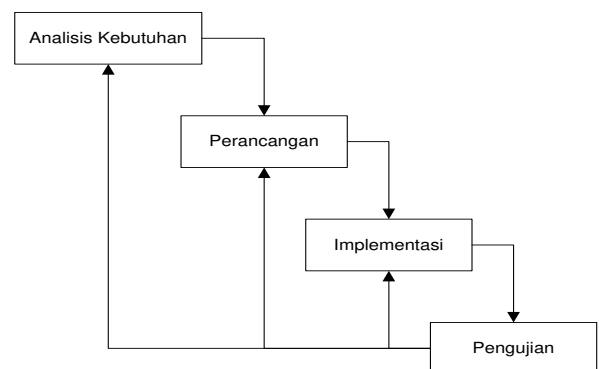 Analisis Kebutuhan
Perancangan
Implementasi
Pengujian